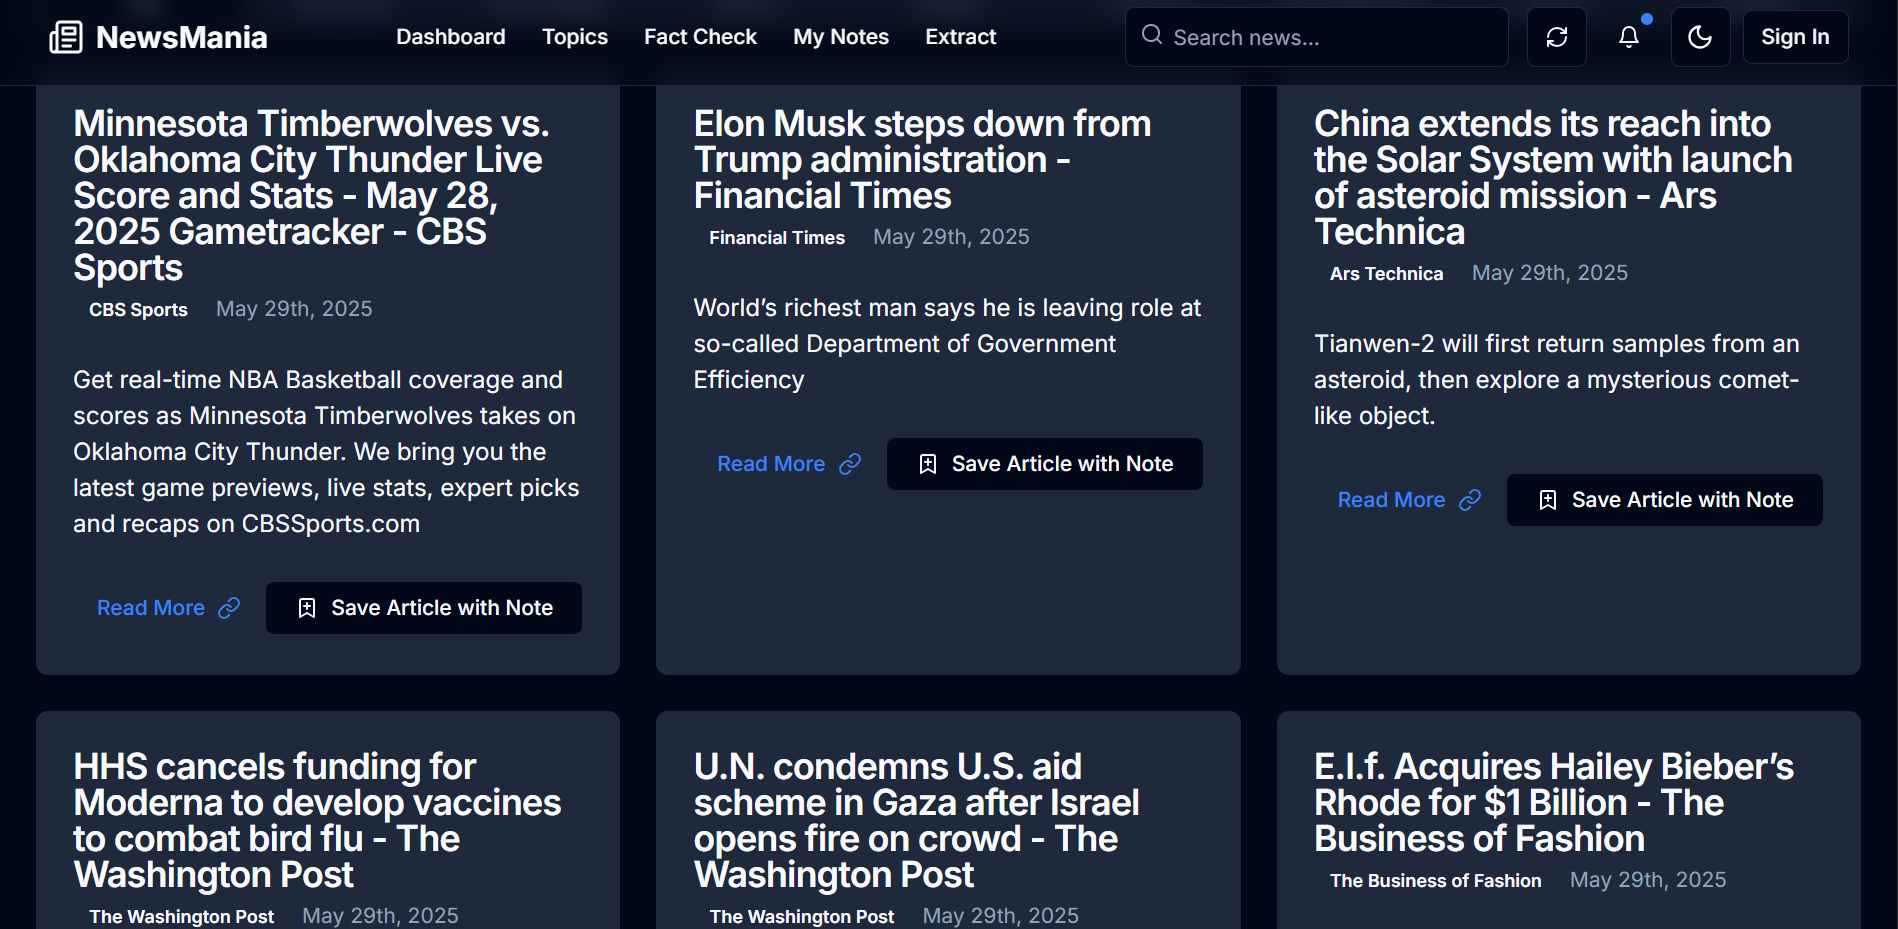 NewsMania
Dashboard
Topics
Fact Check
My Notes
Extract
Search news...
Sign In
Minnesota Timberwolves vs.
Oklahoma City Thunder Live
Score and Stats - May 28,
2025 Gametracker - CBS
Sports
CBS Sports May 29th, 2025
Get real-time NBA Basketball coverage and
scores as Minnesota Timberwolves takes on
Oklahoma City Thunder. We bring you the
latest game previews, live stats, expert picks
and recaps on CBSSports.com
Read More
Save Article with Note
Elon Musk steps down from
Trump administration -
Financial Times
Financial Times May 29th, 2025
World’s richest man says he is leaving role at
so-called Department of Government
Efficiency
Read More
Save Article with Note
China extends its reach into
the Solar System with launch
of asteroid mission - Ars
Technica
Ars Technica May 29th, 2025
Tianwen-2 will first return samples from an
asteroid, then explore a mysterious comet-
like object.
Read More
Save Article with Note
HHS cancels funding for
Moderna to develop vaccines
to combat bird flu - The
Washington Post
The Washington Post May 29th, 2025
U.N. condemns U.S. aid
scheme in Gaza after Israel
opens fire on crowd - The
Washington Post
The Washington Post May 29th, 2025
E.l.f. Acquires Hailey Bieber’s
Rhode for $1 Billion - The
Business of Fashion
The Business of Fashion May 29th, 2025